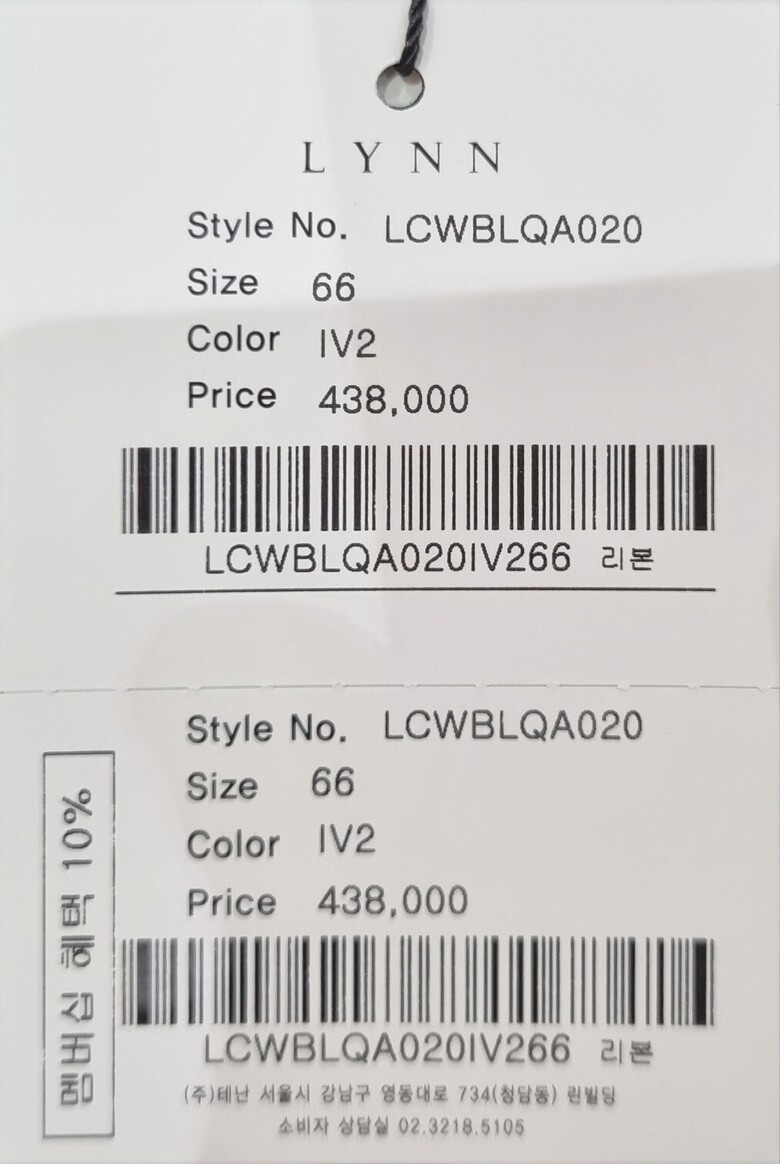 LYNN
Style No. LCWBLQA020
Size 66
Color IV2
Price 438,000
LCWBLQA020IV266 리본
Style No. LCWBLQA020
Size 66
Color IV2
Price 438,000
LCWBLQA020IV266 리본
(주)테난 서울시 강남구 영동대로 734(청담동) 린빌딩
소비자 상담실 02.3218.5105
멤버십 혜택 10%